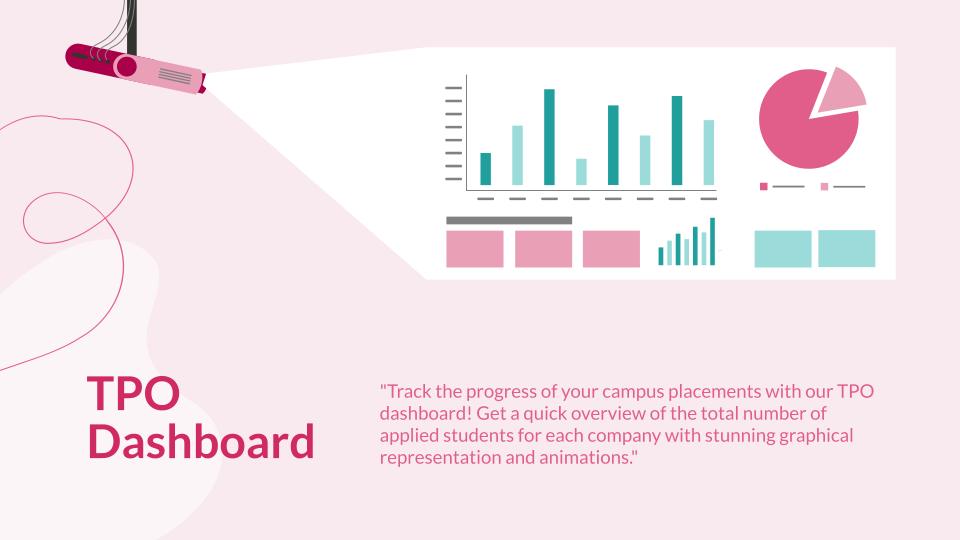 TPO
Dashboard
"Track the progress of your campus placements with our TPO
dashboard! Get a quick overview of the total number of
applied students for each company with stunning graphical
representation and animations."